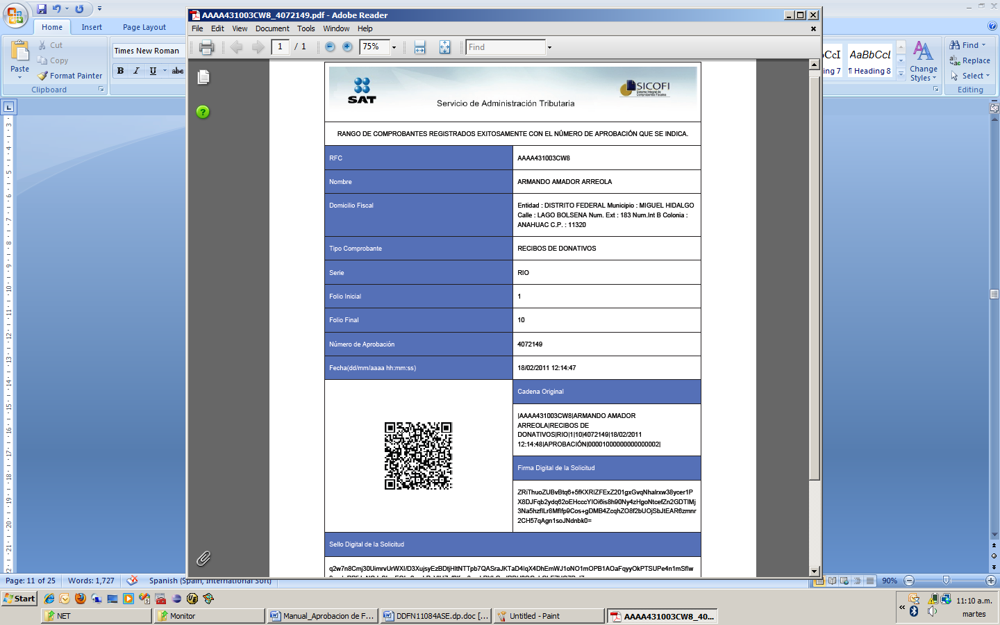 AAAA431003CW8_4072149.pdf - Adobe Reader
File Edit View Document Tools Window Help
1 / 1 75% Find
Home Insert Page Layout
Paste
Cut
Copy
Format Painter
Clipboard
Times New Roman
B I U abc
AaBbCcL
¶ Heading 8
Change
Styles
Find
Replace
Select
Editing
SAT
SICOFI
Sistema Integral de
Comprobantes Fiscales
Servicio de Administración Tributaria
RANGO DE COMPROBANTES REGISTRADOS EXITOSAMENTE CON EL NÚMERO DE APROBACIÓN QUE SE INDICA.
RFC AAAA431003CW8
Nombre ARMANDO AMADOR ARREOLA
Domicilio Fiscal Entidad : DISTRITO FEDERAL Municipio : MIGUEL HIDALGO
Calle : LAGO BOLSENA Num. Ext : 183 Num.Int B Colonia :
ANAHUAC C.P. : 11320
Tipo Comprobante RECIBOS DE DONATIVOS
Serie RIO
Folio Inicial 1
Folio Final 10
Número de Aprobación 4072149
Fecha(dd/mm/aaaa hh:mm:ss) 18/02/2011 12:14:47
Cadena Original
|AAAA431003CW8|ARMANDO AMADOR
ARREOLA|RECIBOS DE
DONATIVOS|RIO|1|10|4072149|18/02/2011
12:14:48|APROBACIÓN|00001000000000000002|
Firma Digital de la Solicitud
ZRiThuoZUBvBtq6+5fKXRIZFExZ201gxGvqNhalrxw38ycer1P
X8DJFqb2ydq62oEHcccYIOi6is8h90Ny4zHgoNtcefZn2GDTIMj
3Na5hzflLr8Mflfp9Cos+gDMB4ZcqhZO8f2bUOjSbJtEAR6zmnr
2CH57qAgn1soJNdnbk0=
Sello Digital de la Solicitud
q2w7n8Cmj30UimrvUrWXI/D3XujsyEzBDtjHltNTTpb7QASraJKTaD4IqX4DhEmWJ1oNO1mOPB1AOaFqyyOkPTSUPe4n1mSflw
Page: 11 of 25 Words: 1,727 Spanish (Spain, International Sort) 90%
Start 11:10 a.m.
NET Monitor Manual_Aprobacion de F... DDFN11084ASE.dp.doc [... Untitled - Paint AAAA431003CW8_40... martes